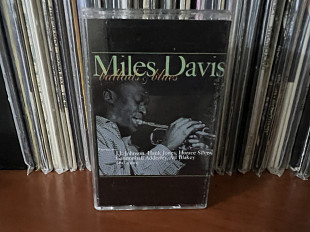 Miles Davis
ballads & blues
J.J. Johnson, Hank Jones, Horace Silver,
Cannonball Adderley, Art Blakey